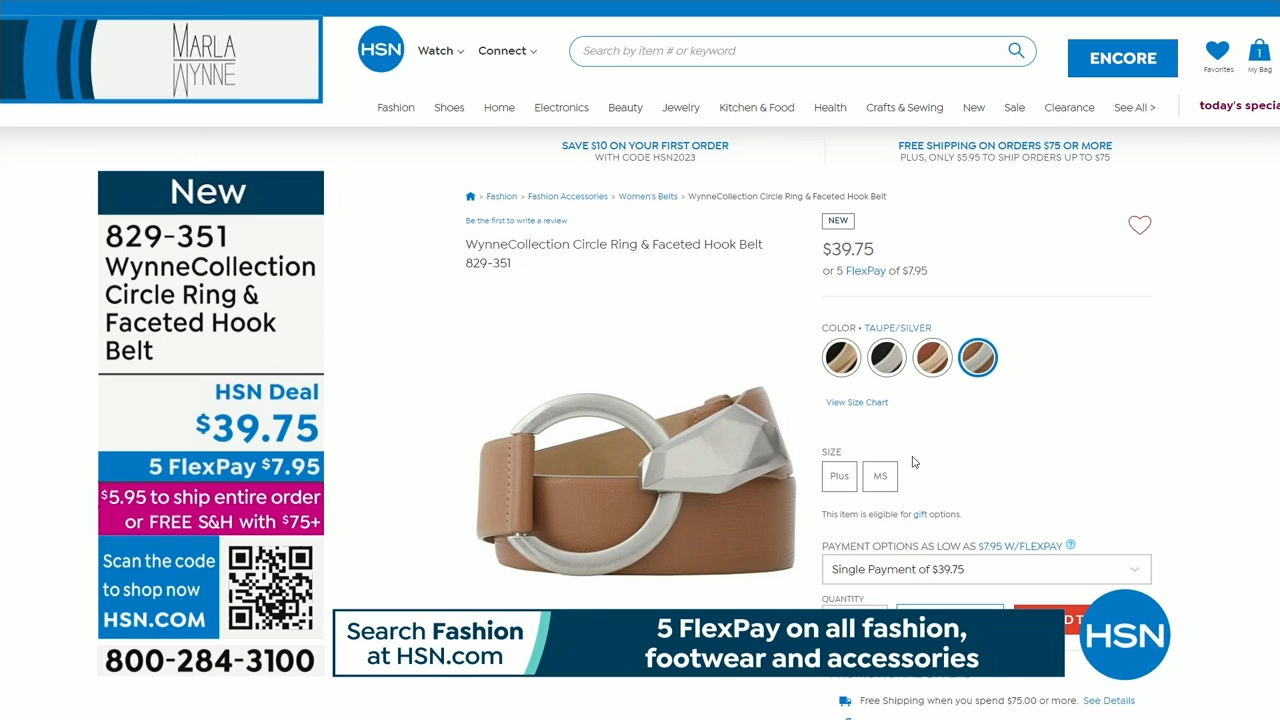 MARLA
WYNNE
HSN
Watch
Connect
Search by item # or keyword
ENCORE
Favorites
1
My Bag
Fashion
Shoes
Home
Electronics
Beauty
Jewelry
Kitchen & Food
Health
Crafts & Sewing
New
Sale
Clearance
See All >
today's specia
SAVE $10 ON YOUR FIRST ORDER
WITH CODE HSN2023
FREE SHIPPING ON ORDERS $75 OR MORE
PLUS, ONLY $5.95 TO SHIP ORDERS UP TO $75
New
829-351
WynneCollection
Circle Ring &
Faceted Hook
Belt
HSN Deal
$39.75
5 FlexPay $7.95
$5.95 to ship entire order
or FREE S&H with $75+
Scan the code
to shop now
HSN.COM
800-284-3100
> Fashion > Fashion Accessories > Women's Belts > WynneCollection Circle Ring & Faceted Hook Belt
Be the first to write a review
WynneCollection Circle Ring & Faceted Hook Belt
829-351
NEW
$39.75
or 5 FlexPay of $7.95
COLOR • TAUPE/SILVER
View Size Chart
SIZE
Plus
MS
This item is eligible for gift options.
PAYMENT OPTIONS AS LOW AS $7.95 W/FLEXPAY
Single Payment of $39.75
QUANTITY
Search Fashion
at HSN.com
5 FlexPay on all fashion,
footwear and accessories
HSN
Free Shipping when you spend $75.00 or more. See Details